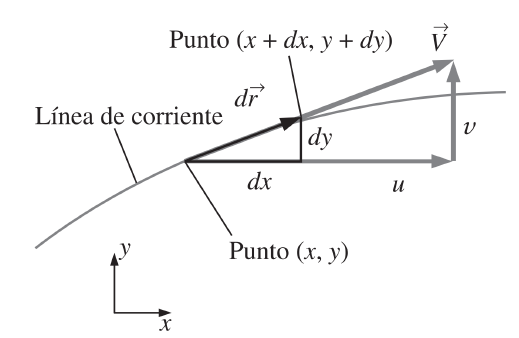 Punto (x + dx, y + dy)
V⃗
dr⃗
Línea de corriente
dy
υ
dx
u
Punto (x, y)
y
x